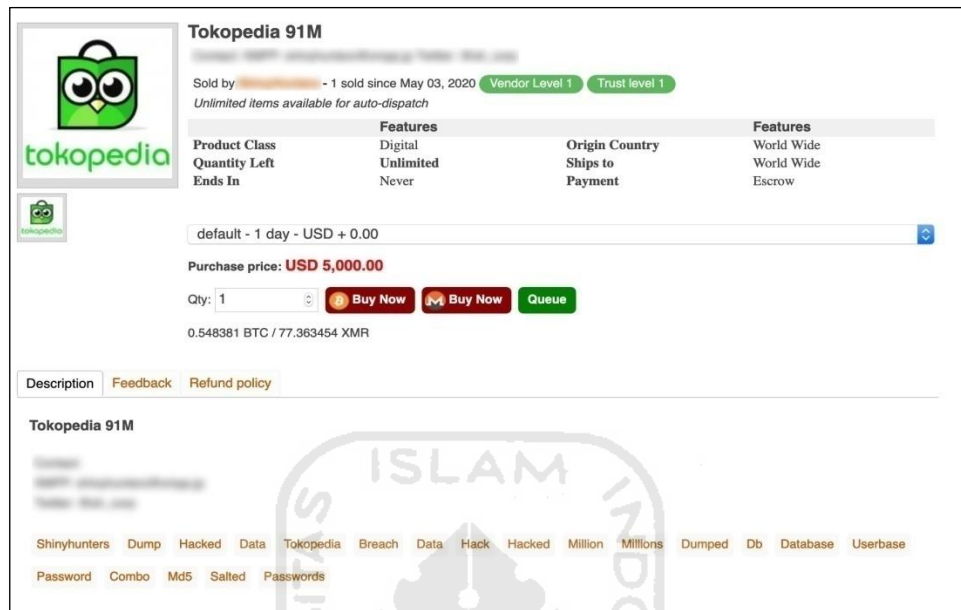 Tokopedia 91M
Sold by - 1 sold since May 03, 2020 Vendor Level 1 Trust level 1
Unlimited items available for auto-dispatch
tokopedia
Features Features
Product Class Digital Origin Country World Wide
Quantity Left Unlimited Ships to World Wide
Ends In Never Payment Escrow
tokopedia
default - 1 day - USD + 0.00
Purchase price: USD 5,000.00
Qty: 1 Buy Now Buy Now Queue
0.548381 BTC / 77.363454 XMR
Description Feedback Refund policy
Tokopedia 91M
ISLAM
Shinyhunters Dump Hacked Data Tokopedia Breach Data Hack Hacked Million Millions Dumped Db Database Userbase
Password Combo Md5 Salted Passwords